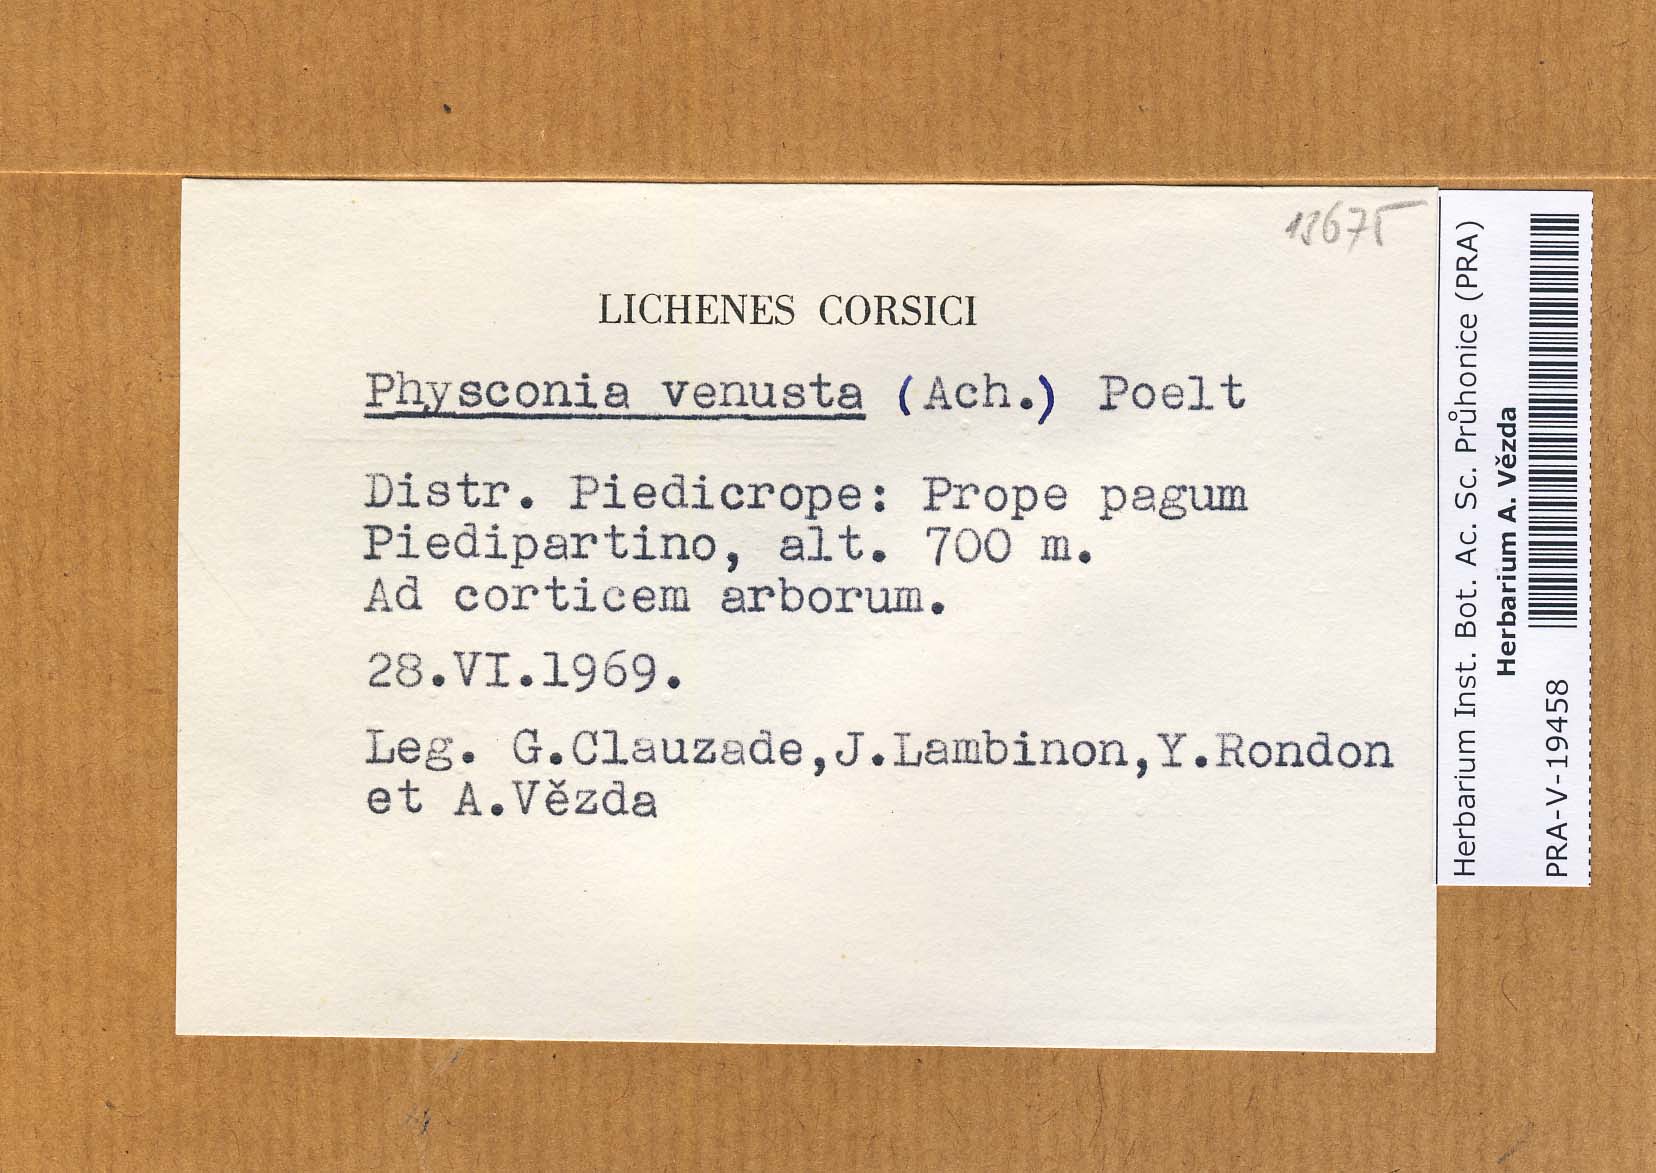 13675
LICHENES CORSICI
Physconia venusta (Ach.) Poelt
Distr. Piedicrope: Prope pagum
Piedipartino, alt. 700 m.
Ad corticem arborum.
28.VI.1969.
Leg. G.Clauzade,J.Lambinon,Y.Rondon
et A.Vězda
Herbarium Inst. Bot. Ac. Sc. Průhonice (PRA)
Herbarium A. Vězda
PRA-V-19458